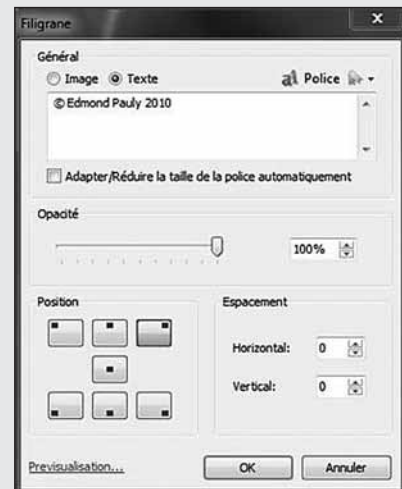 Filigrane
Général
Image Texte Police
© Edmond Pauly 2010
Adapter/Réduire la taille de la police automatiquement
Opacité
100%
Position
Espacement
Horizontal: 0
Vertical: 0
Previsualisation... OK Annuler